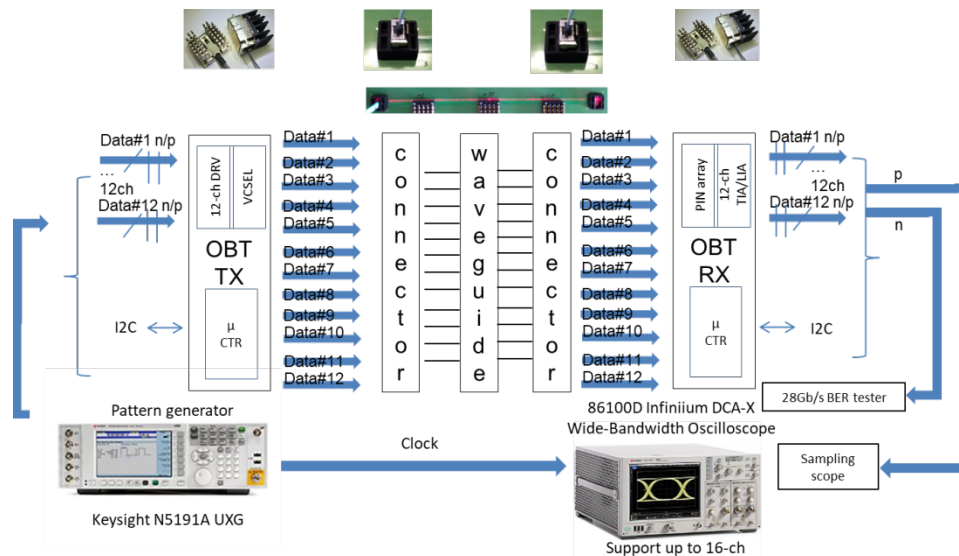 Data#1 n/p
...
12ch
Data#12 n/p
I2C
12-ch DRV
VCSEL
OBT
TX
μ
CTR
Data#1
Data#2
Data#3
Data#4
Data#5
Data#6
Data#7
Data#8
Data#9
Data#10
Data#11
Data#12
connector
waveguide
connector
Data#1
Data#2
Data#3
Data#4
Data#5
Data#6
Data#7
Data#8
Data#9
Data#10
Data#11
Data#12
PIN array
12-ch
TIA/LIA
OBT
RX
μ
CTR
Data#1 n/p
...
12ch
Data#12 n/p
I2C
p
n
28Gb/s BER tester
Sampling
scope
Pattern generator
Keysight N5191A UXG
Clock
86100D Infiniium DCA-X
Wide-Bandwidth Oscilloscope
Support up to 16-ch